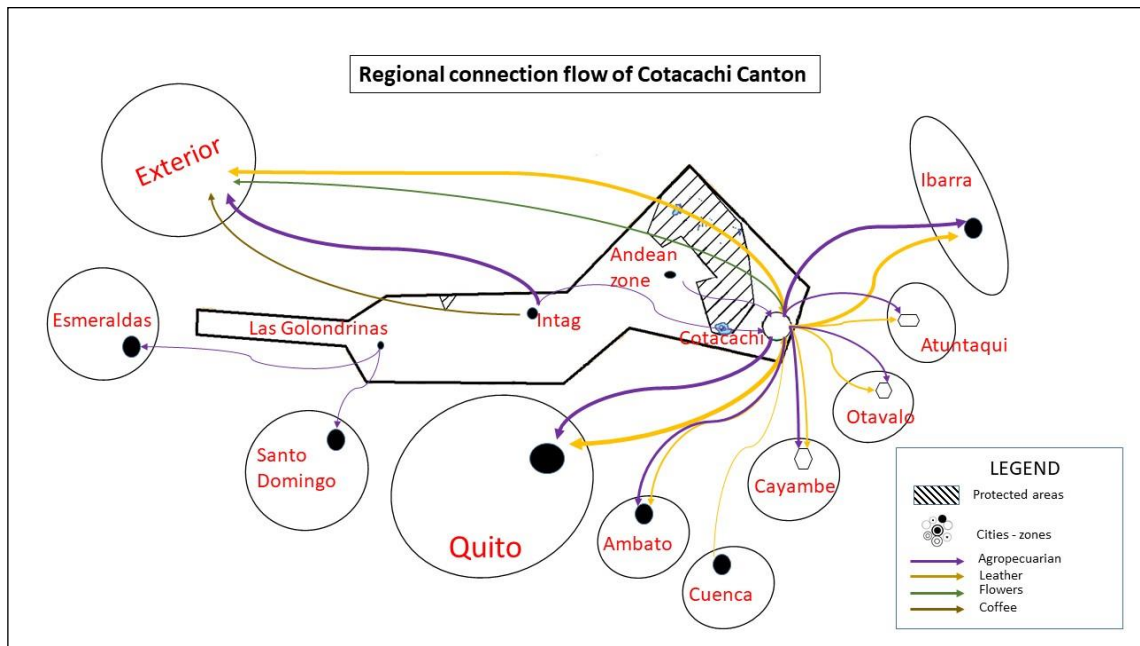 Regional connection flow of Cotacachi Canton
Exterior
Ibarra
Andean
zone
Esmeraldas
Las Golondrinas
Intag
Cotacachi
Atuntaqui
Otavalo
Santo
Domingo
Quito
Ambato
Cayambe
Cuenca
LEGEND
Protected areas
Cities - zones
Agropecuarian
Leather
Flowers
Coffee